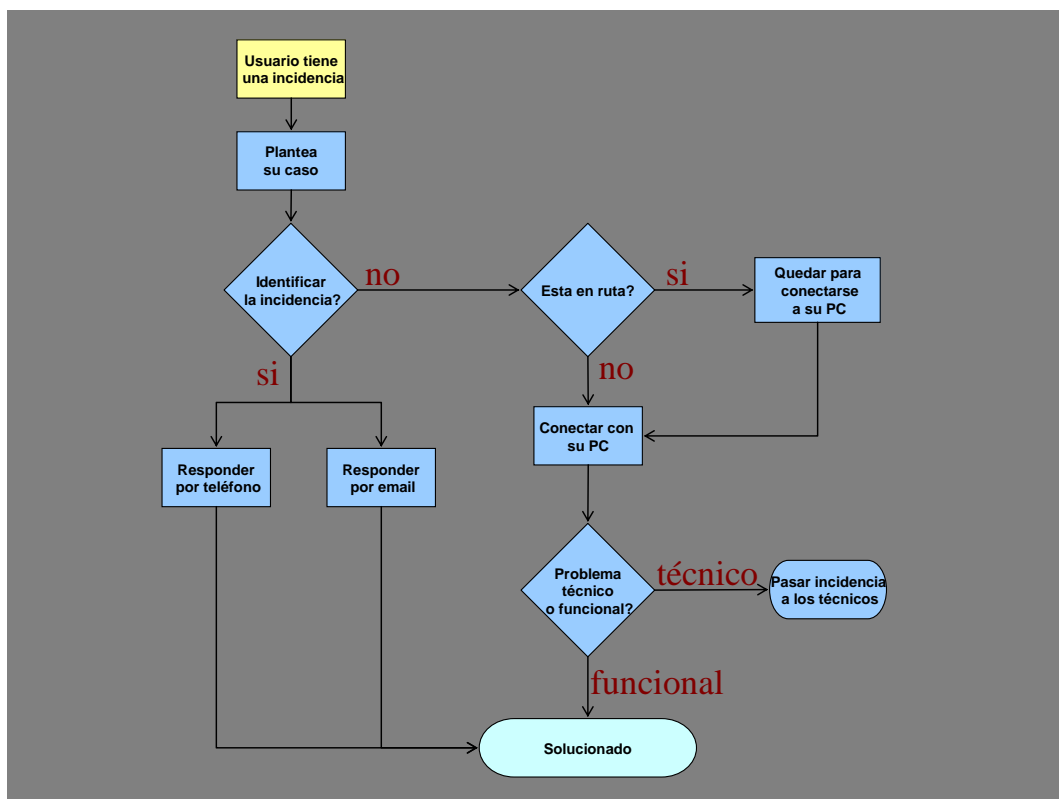 Usuario tiene
una incidencia
Plantea
su caso
Identificar
la incidencia?
no
Esta en ruta?
si
Quedar para
conectarse
a su PC
si
no
Conectar con
su PC
Responder
por teléfono
Responder
por email
Problema
técnico
o funcional?
técnico
Pasar incidencia
a los técnicos
funcional
Solucionado